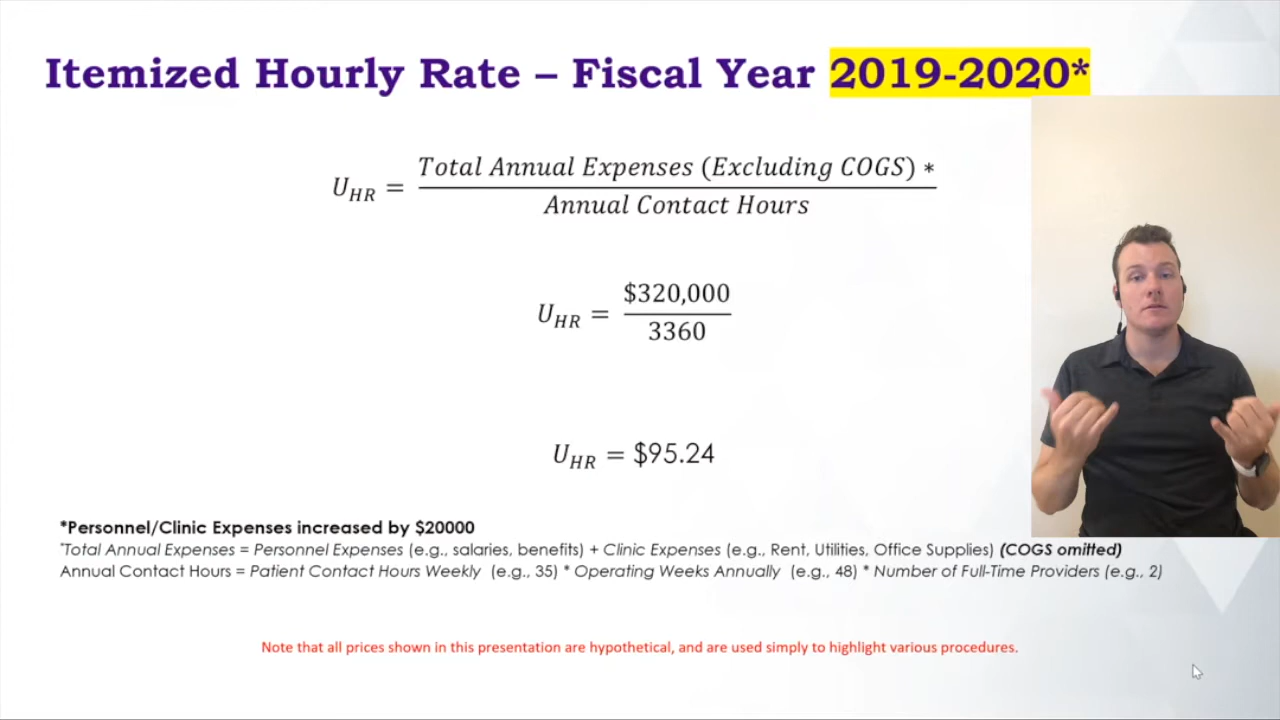 Itemized Hourly Rate – Fiscal Year 2019-2020*
U_HR = Total Annual Expenses (Excluding COGS) * / Annual Contact Hours
U_HR = $320,000 / 3360
U_HR = $95.24
*Personnel/Clinic Expenses increased by $20000
*Total Annual Expenses = Personnel Expenses (e.g., salaries, benefits) + Clinic Expenses (e.g., Rent, Utilities, Office Supplies) (COGS omitted)
Annual Contact Hours = Patient Contact Hours Weekly (e.g., 35) * Operating Weeks Annually (e.g., 48) * Number of Full-Time Providers (e.g., 2)
Note that all prices shown in this presentation are hypothetical, and are used simply to highlight various procedures.